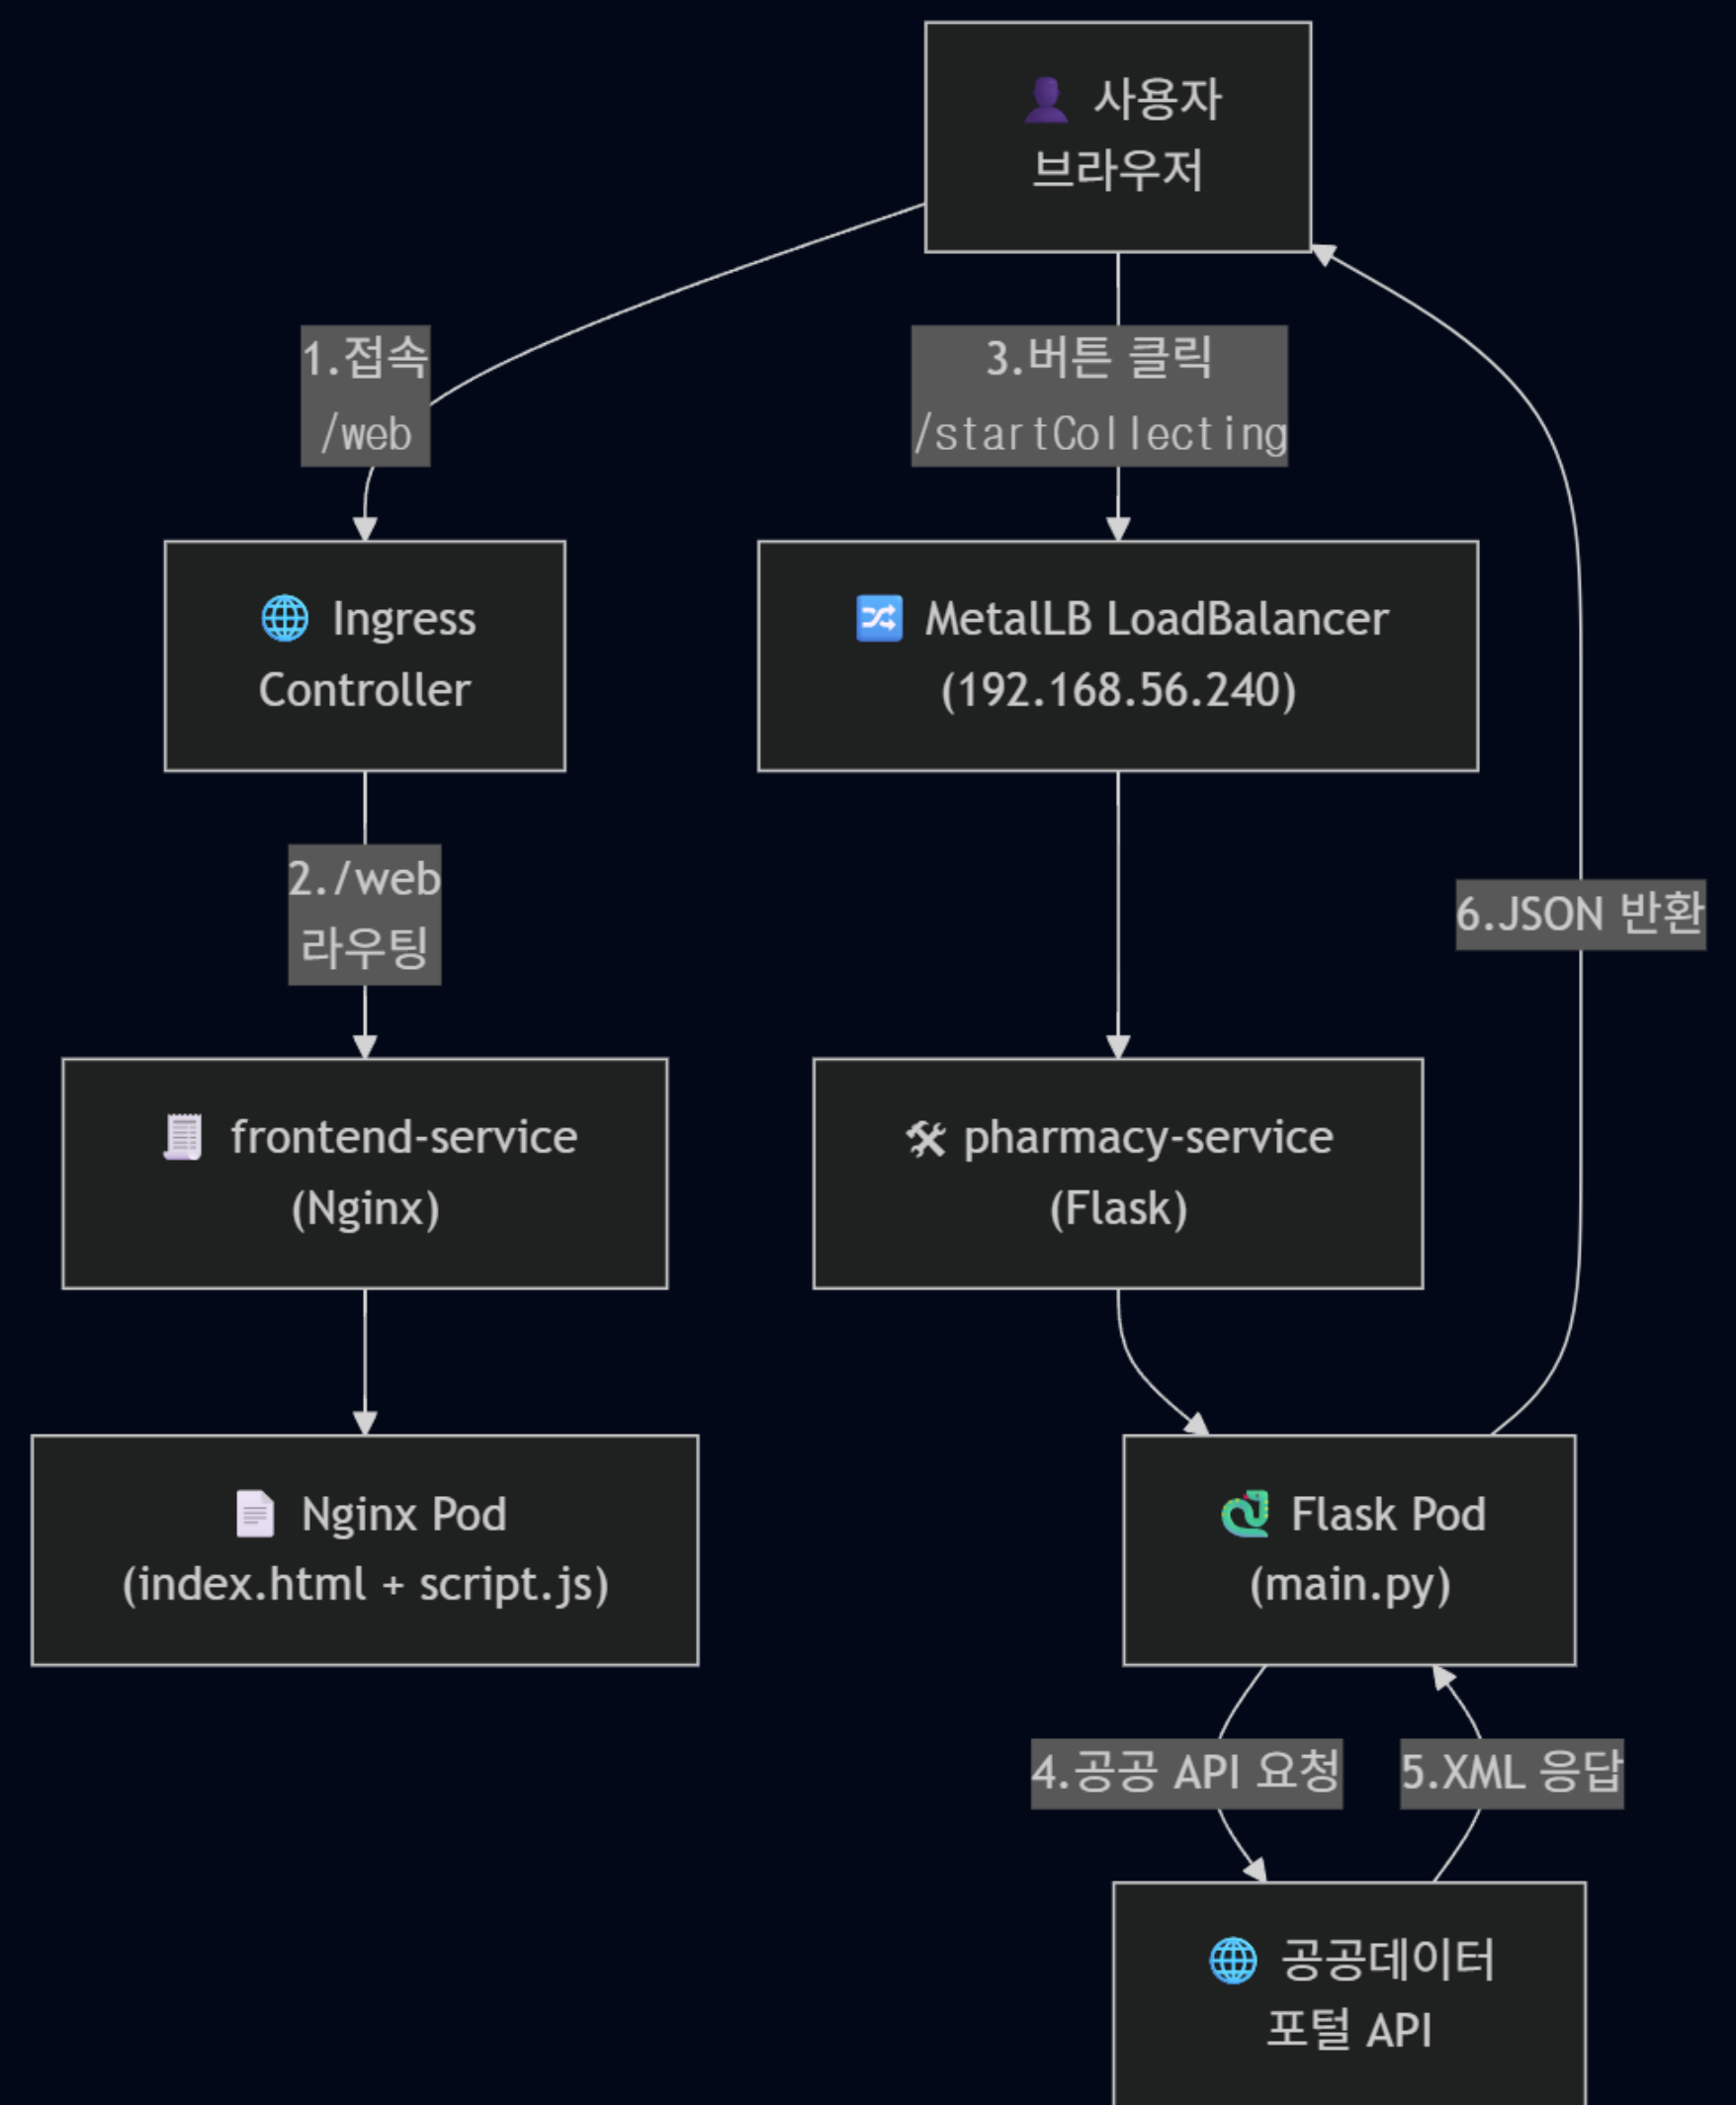 👤 사용자
브라우저
1.접속
/web
3.버튼 클릭
/startCollecting
🌐 Ingress
Controller
🔀 MetalLB LoadBalancer
(192.168.56.240)
2./web
라우팅
6.JSON 반환
🧾 frontend-service
(Nginx)
🛠 pharmacy-service
(Flask)
📄 Nginx Pod
(index.html + script.js)
🐍 Flask Pod
(main.py)
4.공공 API 요청
5.XML 응답
🌐 공공데이터
포털 API